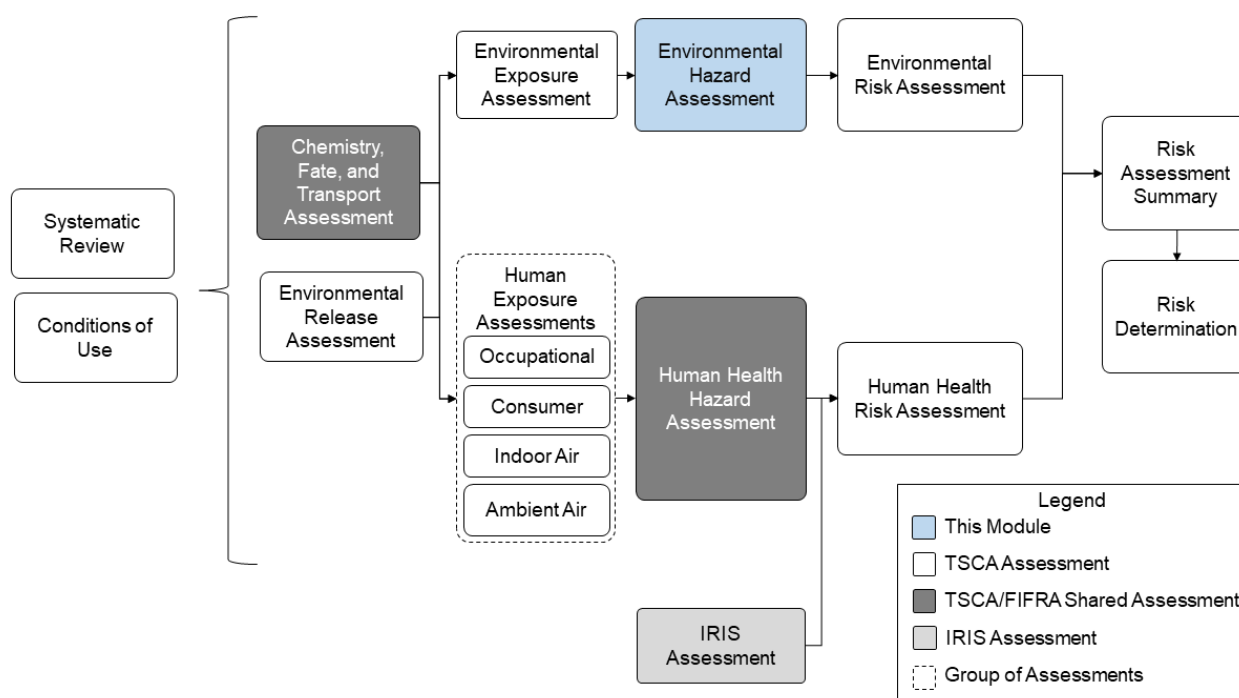 Systematic
Review
Conditions of
Use
Chemistry,
Fate, and
Transport
Assessment
Environmental
Release
Assessment
Environmental
Exposure
Assessment
Human
Exposure
Assessments
Occupational
Consumer
Indoor Air
Ambient Air
Environmental
Hazard
Assessment
Human Health
Hazard
Assessment
IRIS
Assessment
Environmental
Risk Assessment
Human Health
Risk Assessment
Risk
Assessment
Summary
Risk
Determination
Legend
This Module
TSCA Assessment
TSCA/FIFRA Shared Assessment
IRIS Assessment
Group of Assessments